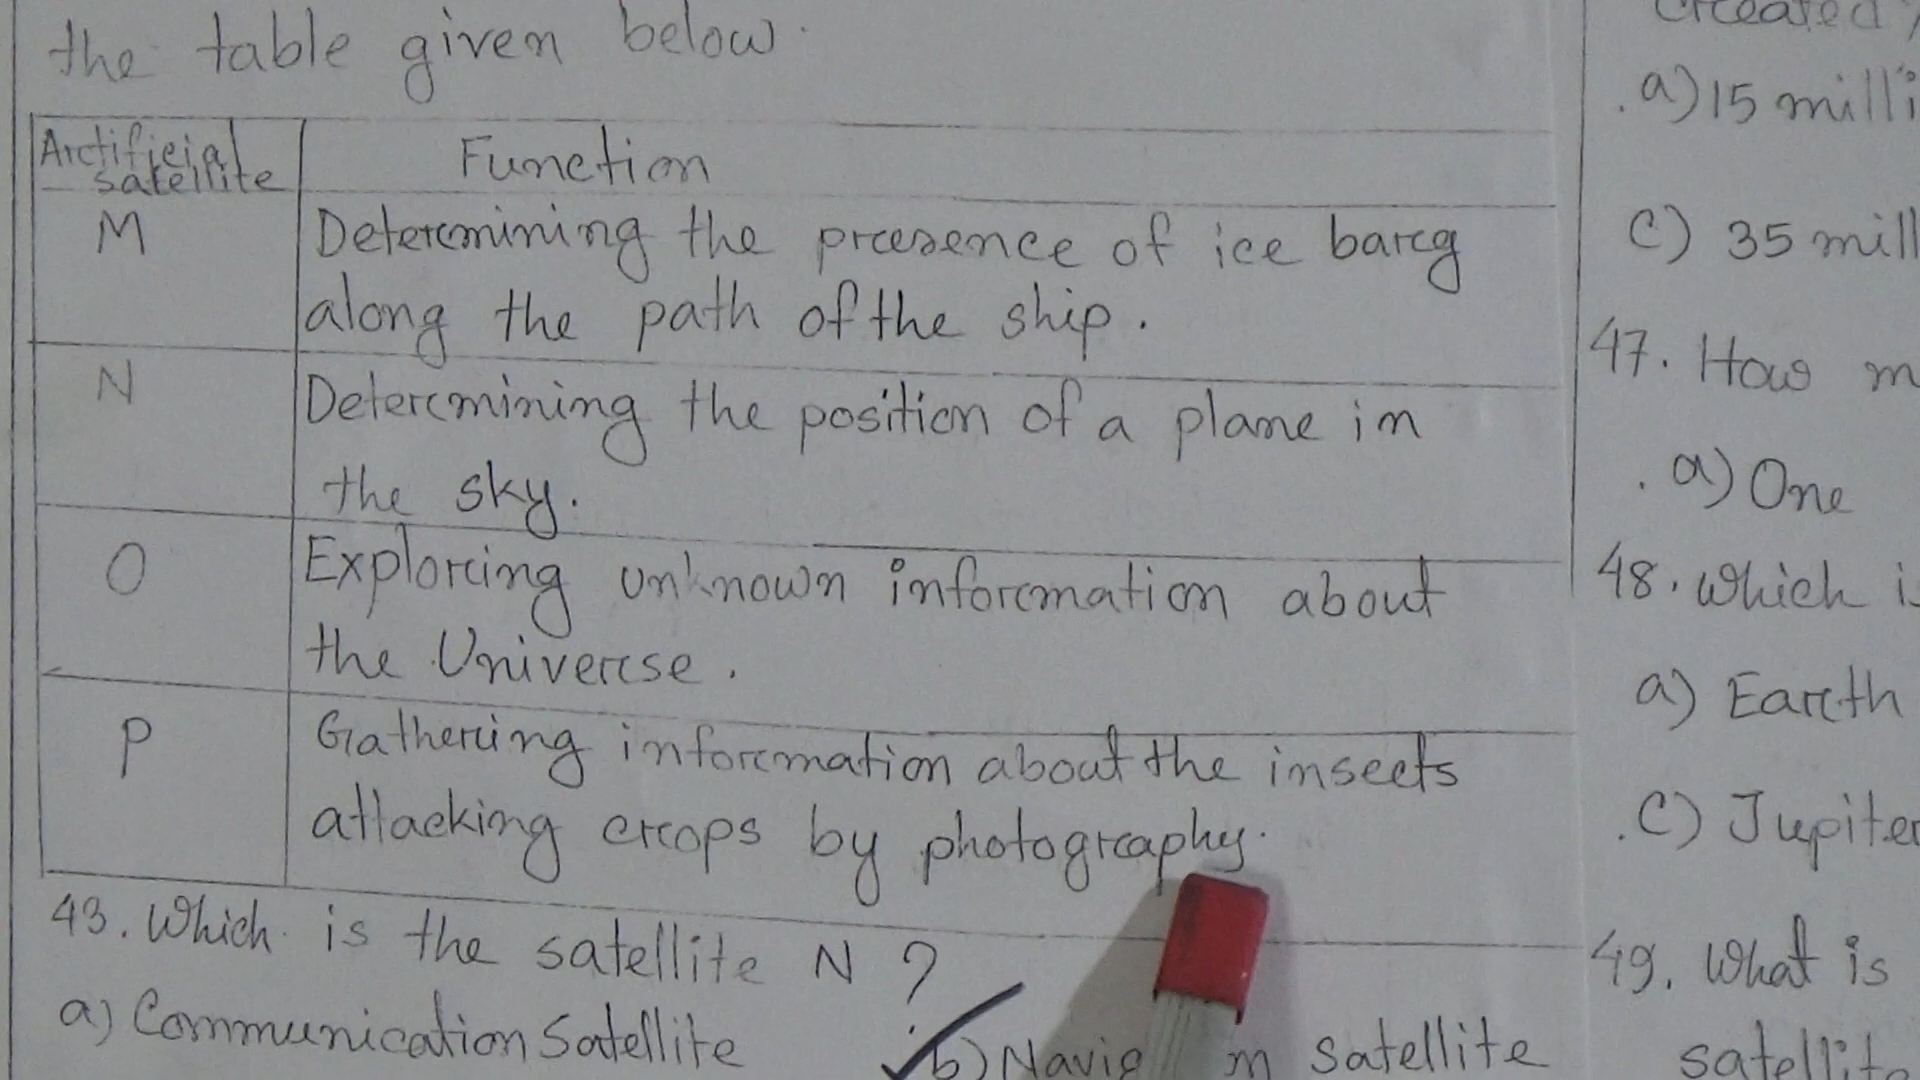 the table given below.
Artificial
satellite
Function
M
Determining the presence of ice barg
along the path of the ship.
N
Determining the position of a plane in
the sky.
O
Exploring unknown information about
the Universe.
P
Gathering information about the insects
attacking crops by photography.
43. Which is the satellite N ?
a) Communication Satellite
b) satellite
created
a) 15
c) 35
47. How
a) One
48. Which
a) Earth
c) Jupiter
49. What is
satellite